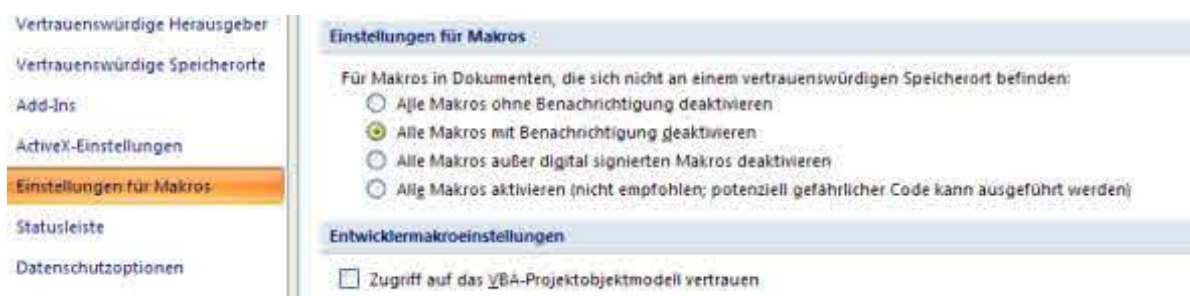 Vertrauenswürdige Herausgeber
Vertrauenswürdige Speicherorte
Add-Ins
ActiveX-Einstellungen
Einstellungen für Makros
Statusleiste
Datenschutzoptionen
Einstellungen für Makros
Für Makros in Dokumenten, die sich nicht an einem vertrauenswürdigen Speicherort befinden:
Alle Makros ohne Benachrichtigung deaktivieren
Alle Makros mit Benachrichtigung deaktivieren
Alle Makros außer digital signierten Makros deaktivieren
Alle Makros aktivieren (nicht empfohlen; potenziell gefährlicher Code kann ausgeführt werden)
Entwicklermakroeinstellungen
Zugriff auf das VBA-Projektobjektmodell vertrauen